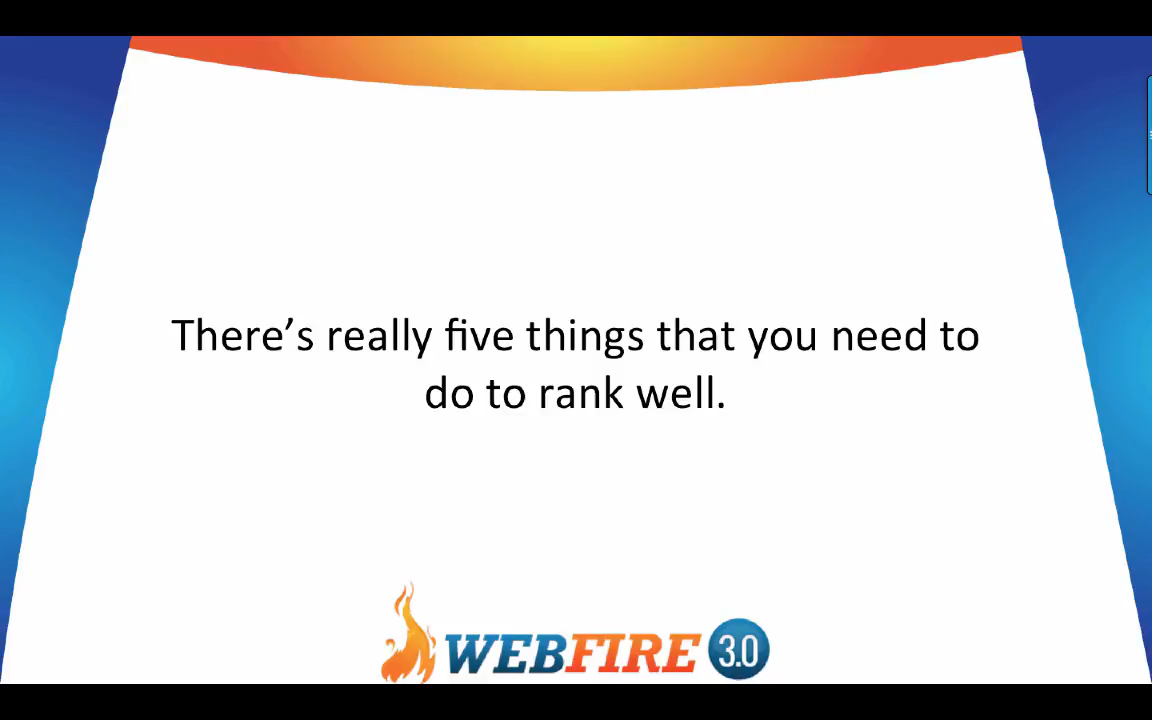 There’s really five things that you need to
do to rank well.
WEBFIRE 3.0